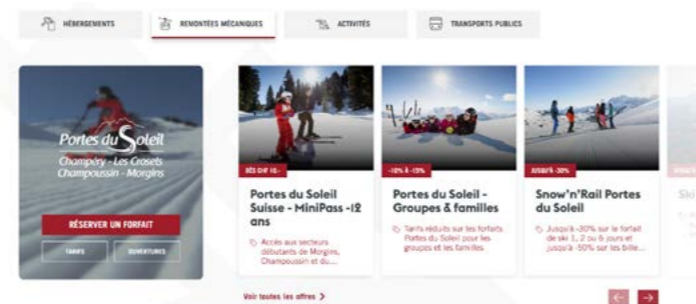 HÉBERGEMENTS
REMONTÉES MÉCANIQUES
ACTIVITÉS
TRANSPORTS PUBLICS
Portes du Soleil
Champéry - Les Crosets
Champoussin - Morgins
RÉSERVER UN FORFAIT
TARIFS
OUVERTURES
DÈS CHF 10.-
Portes du Soleil
Suisse - MiniPass -12
ans
Accès aux secteurs
débutants de Morgins,
Champoussin et du...
-10% À -15%
Portes du Soleil -
Groupes & familles
Tarifs réduits sur les forfaits
Portes du Soleil pour les
groupes et les familles
JUSQU'À -30%
Snow'n'Rail Portes
du Soleil
Jusqu'à -30% sur le forfait
de ski 1, 2 ou 6 jours et
jusqu'à -50% sur les bille...
Ski
Voir toutes les offres